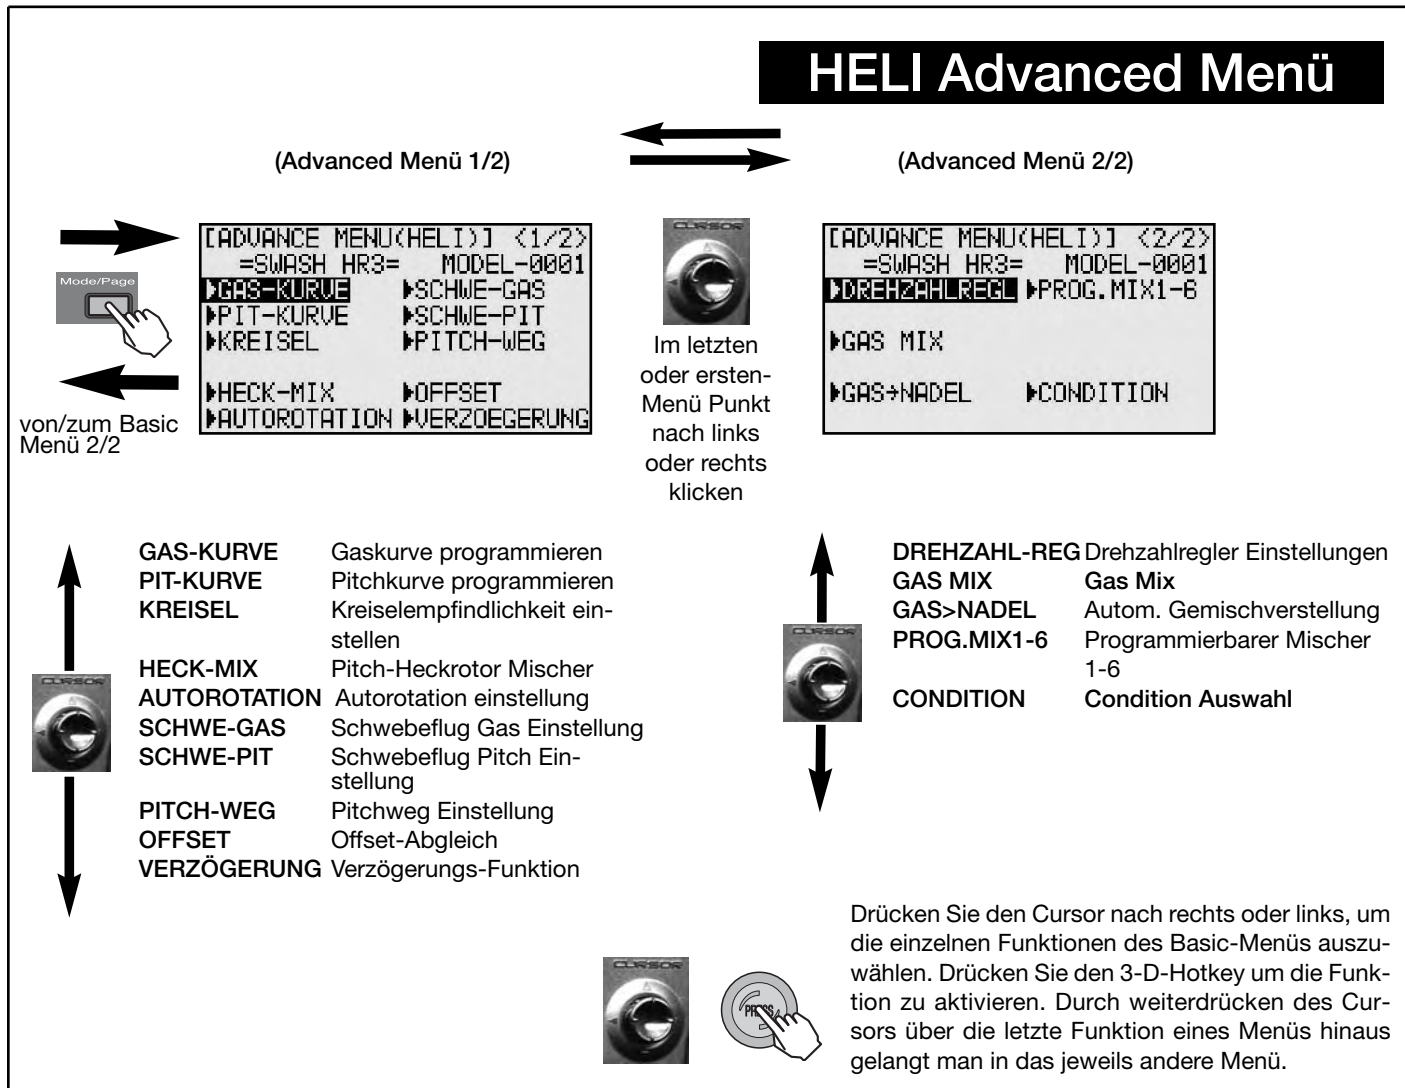 HELI Advanced Menü
(Advanced Menü 1/2)
(Advanced Menü 2/2)
Mode/Page
von/zum Basic
Menü 2/2
[ADVANCE MENU(HELI)] <1/2>
=SWASH HR3= MODEL-0001
▶GAS-KURVE ▶SCHWE-GAS
▶PIT-KURVE ▶SCHWE-PIT
▶KREISEL ▶PITCH-WEG
▶HECK-MIX ▶OFFSET
▶AUTOROTATION ▶VERZOEGERUNG
CURSOR
Im letzten
oder ersten-
Menü Punkt
nach links
oder rechts
klicken
[ADVANCE MENU(HELI)] <2/2>
=SWASH HR3= MODEL-0001
▶DREHZAHLREGL ▶PROG.MIX1-6
▶GAS MIX
▶GAS→NADEL ▶CONDITION
CURSOR
GAS-KURVE Gaskurve programmieren
PIT-KURVE Pitchkurve programmieren
KREISEL Kreiselempfindlichkeit ein-
stellen
HECK-MIX Pitch-Heckrotor Mischer
AUTOROTATION Autorotation einstellung
SCHWE-GAS Schwebeflug Gas Einstellung
SCHWE-PIT Schwebeflug Pitch Ein-
stellung
PITCH-WEG Pitchweg Einstellung
OFFSET Offset-Abgleich
VERZÖGERUNG Verzögerungs-Funktion
CURSOR
DREHZAHL-REG Drehzahlregler Einstellungen
GAS MIX Gas Mix
GAS>NADEL Autom. Gemischverstellung
PROG.MIX1-6 Programmierbarer Mischer
1-6
CONDITION Condition Auswahl
CURSOR
PRESS
Drücken Sie den Cursor nach rechts oder links, um
die einzelnen Funktionen des Basic-Menüs auszu-
wählen. Drücken Sie den 3-D-Hotkey um die Funk-
tion zu aktivieren. Durch weiterdrücken des Cur-
sors über die letzte Funktion eines Menüs hinaus
gelangt man in das jeweils andere Menü.